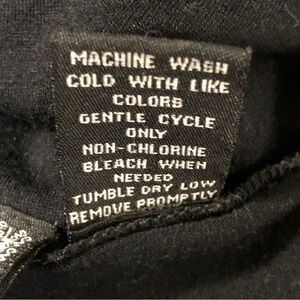 MACHINE WASH
COLD WITH LIKE
COLORS
GENTLE CYCLE
ONLY
NON-CHLORINE
BLEACH WHEN
NEEDED
TUMBLE DRY LOW
REMOVE PROMPTLY